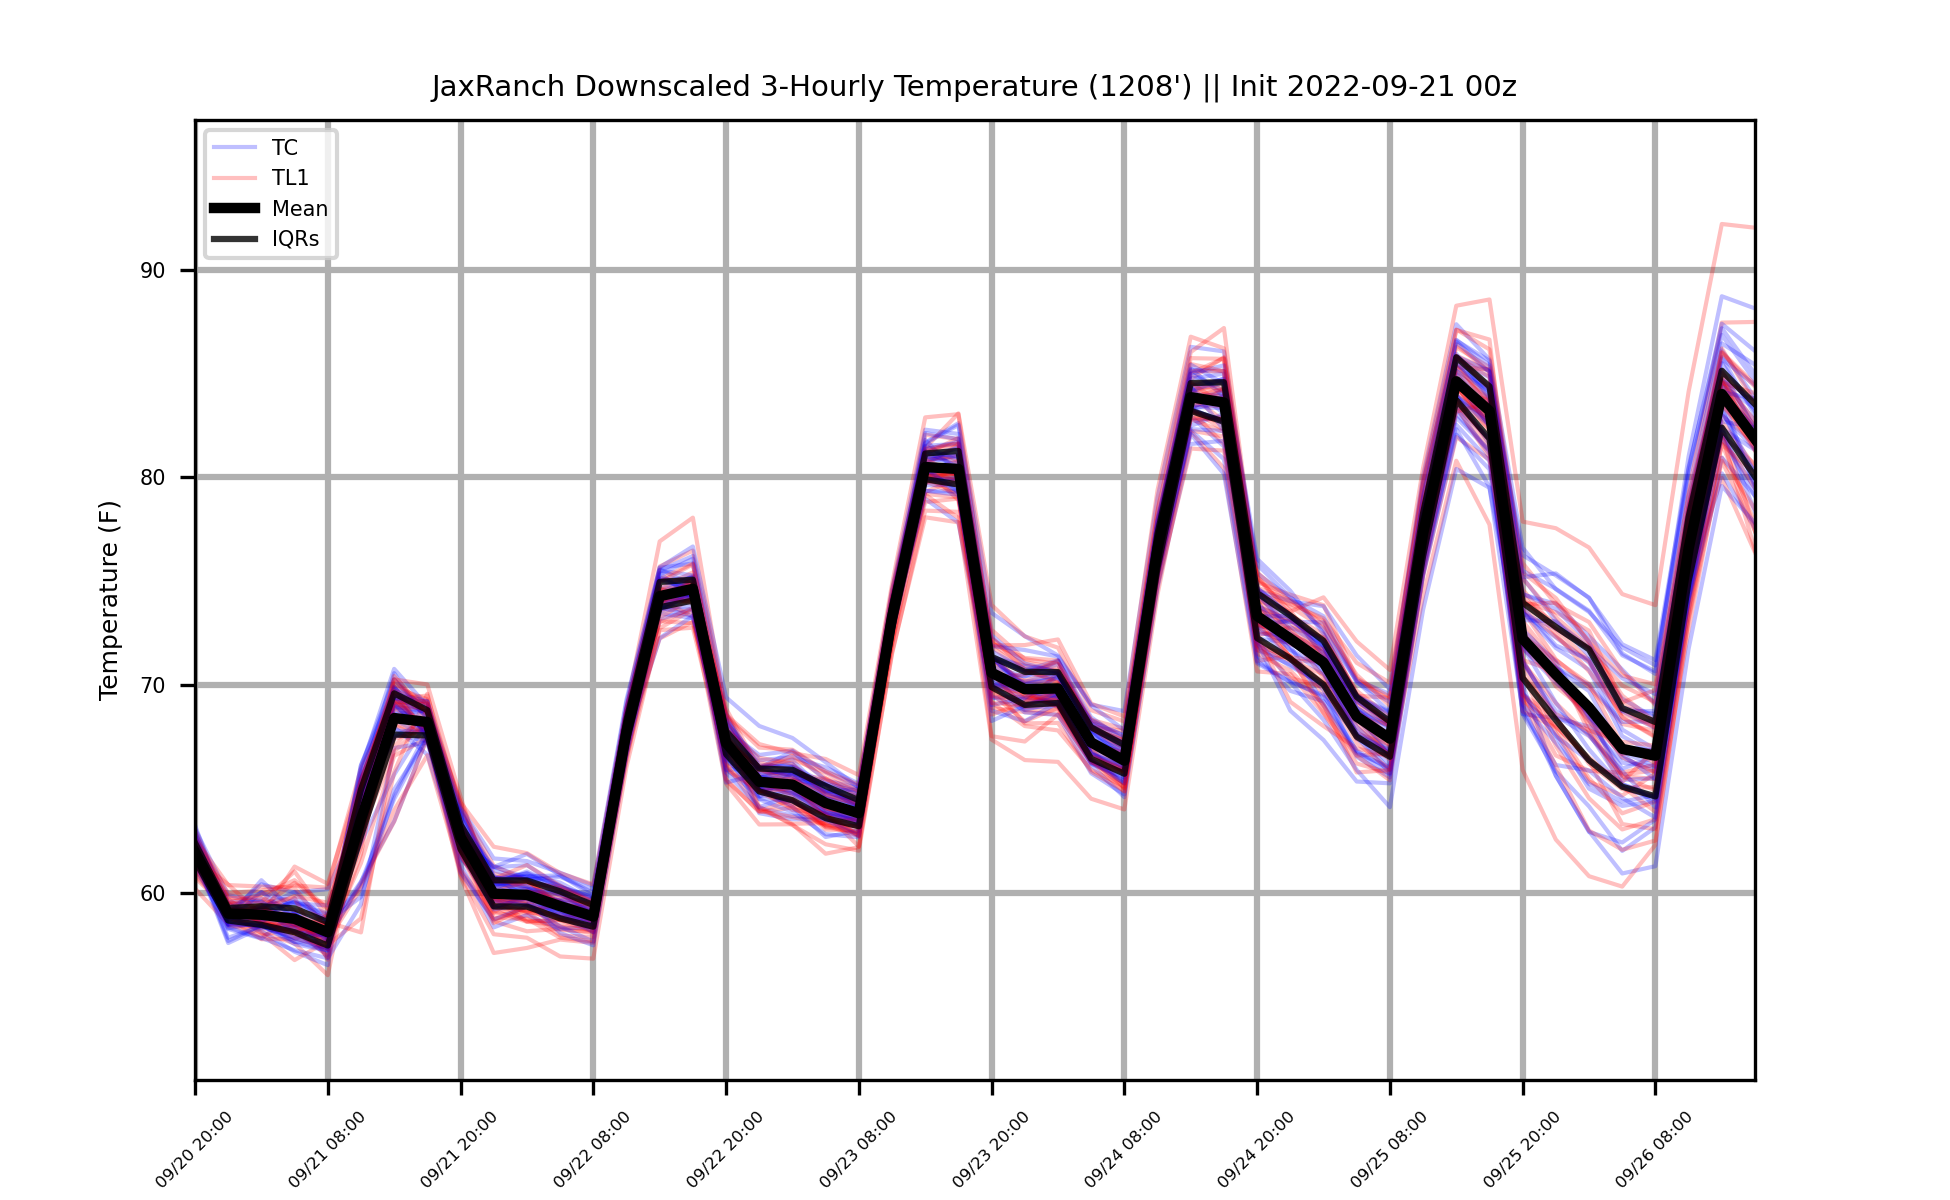 JaxRanch Downscaled 3-Hourly Temperature (1208') || Init 2022-09-21 00z
TC
TL1
Mean
IQRs
90
80
70
60
Temperature (F)
09/20 20:00
09/21 08:00
09/21 20:00
09/22 08:00
09/22 20:00
09/23 08:00
09/23 20:00
09/24 08:00
09/24 20:00
09/25 08:00
09/25 20:00
09/26 08:00